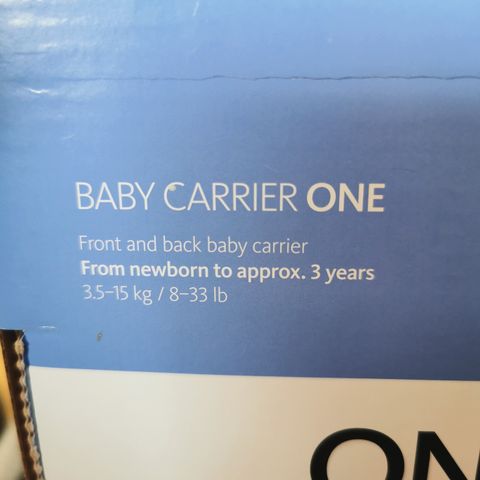 BABY CARRIER ONE
Front and back baby carrier
From newborn to approx. 3 years
3.5–15 kg / 8–33 lb
ON